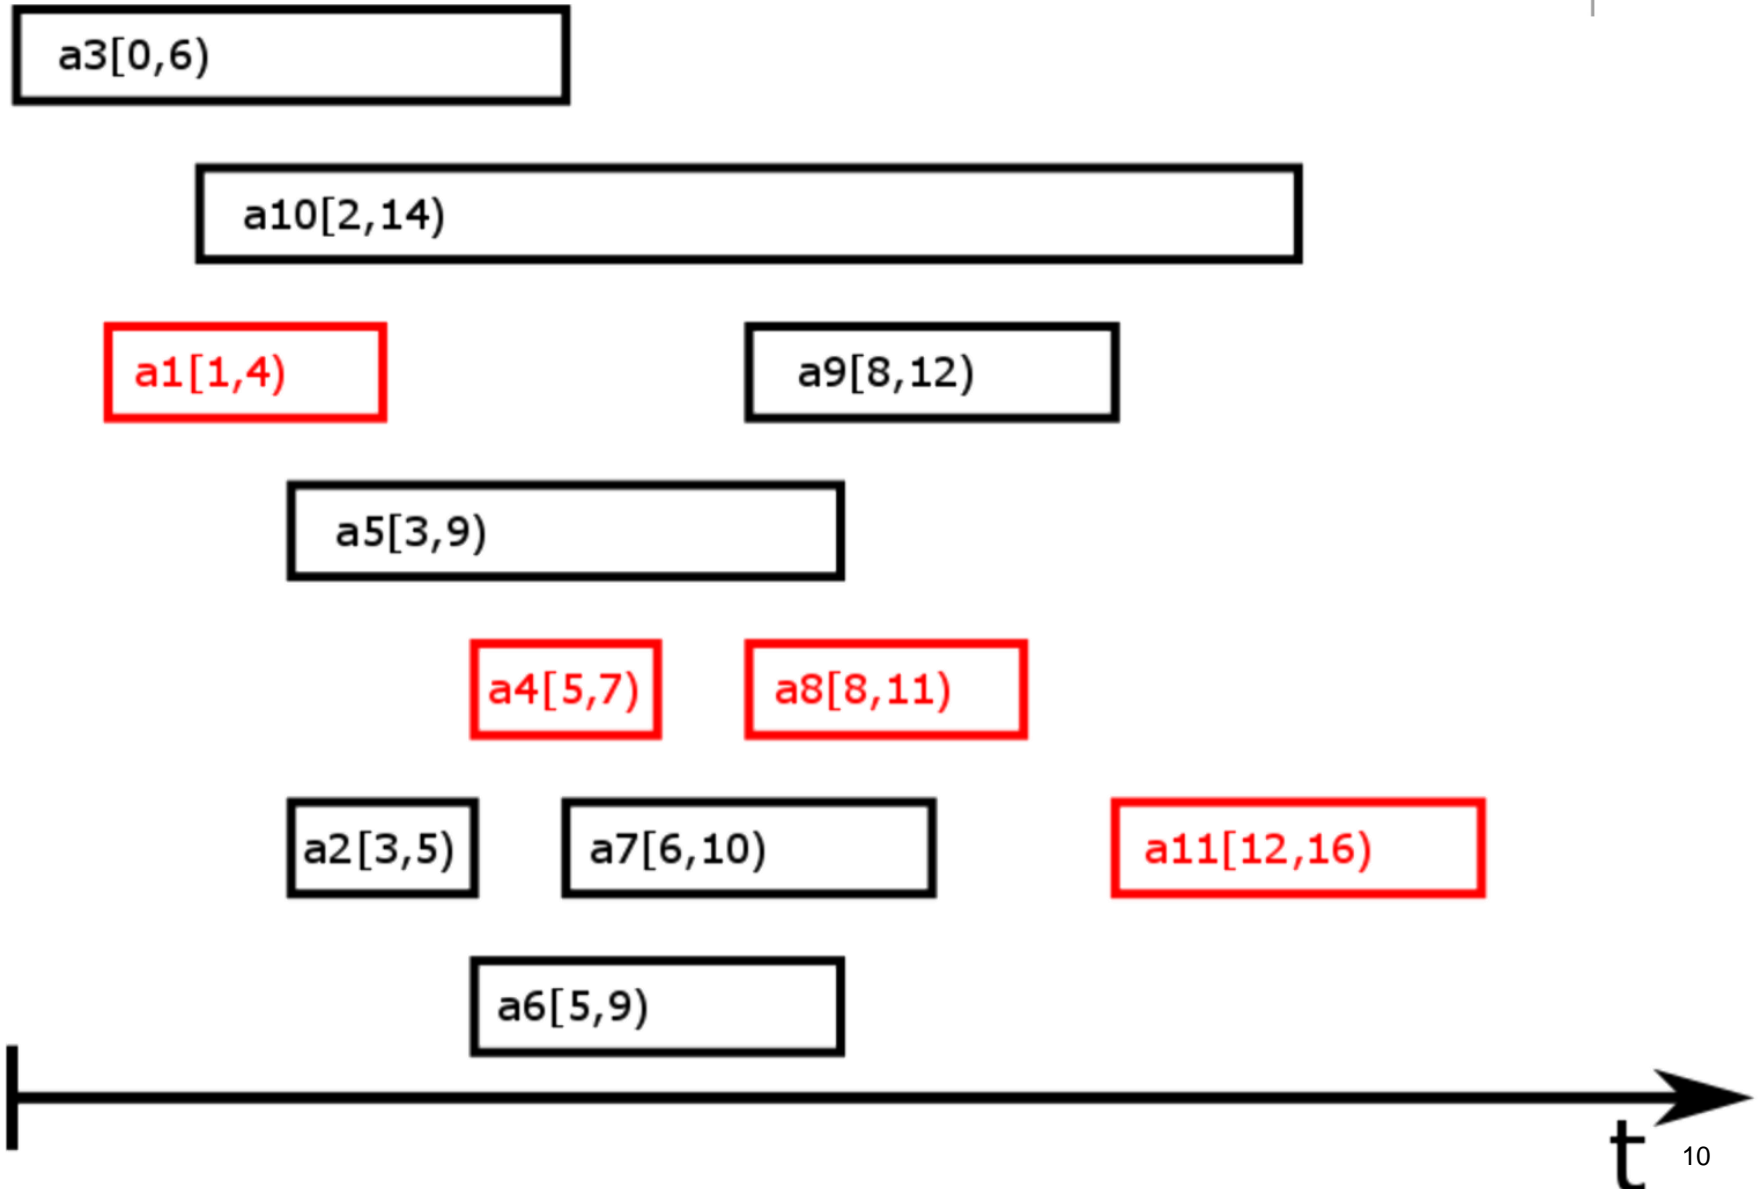 a3[0,6)
a10[2,14)
a1[1,4)
a9[8,12)
a5[3,9)
a4[5,7)
a8[8,11)
a2[3,5)
a7[6,10)
a11[12,16)
a6[5,9)
t
10